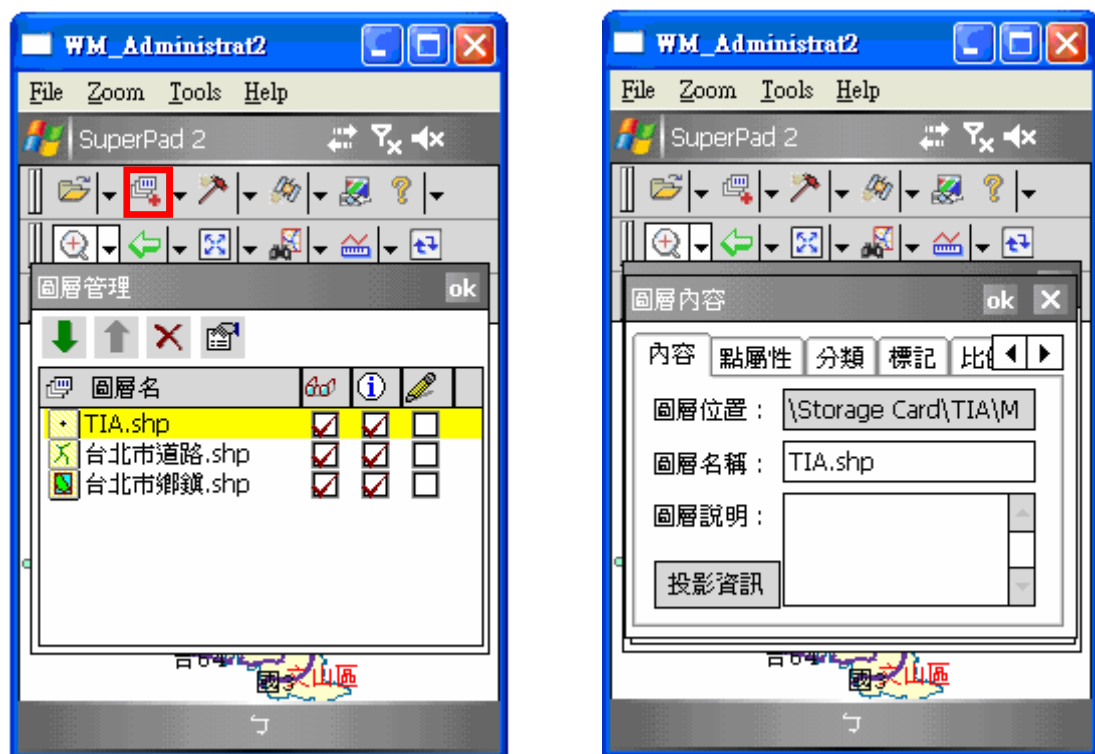 WM_Administrat2
File Zoom Tools Help
SuperPad 2
圖層管理 ok
圖層名
TIA.shp
台北市道路.shp
台北市鄉鎮.shp
文山區
ㄅ
WM_Administrat2
File Zoom Tools Help
SuperPad 2
圖層內容 ok
內容 點屬性 分類 標記
圖層位置： \Storage Card\TIA\M
圖層名稱： TIA.shp
圖層說明：
投影資訊
文山區
ㄅ